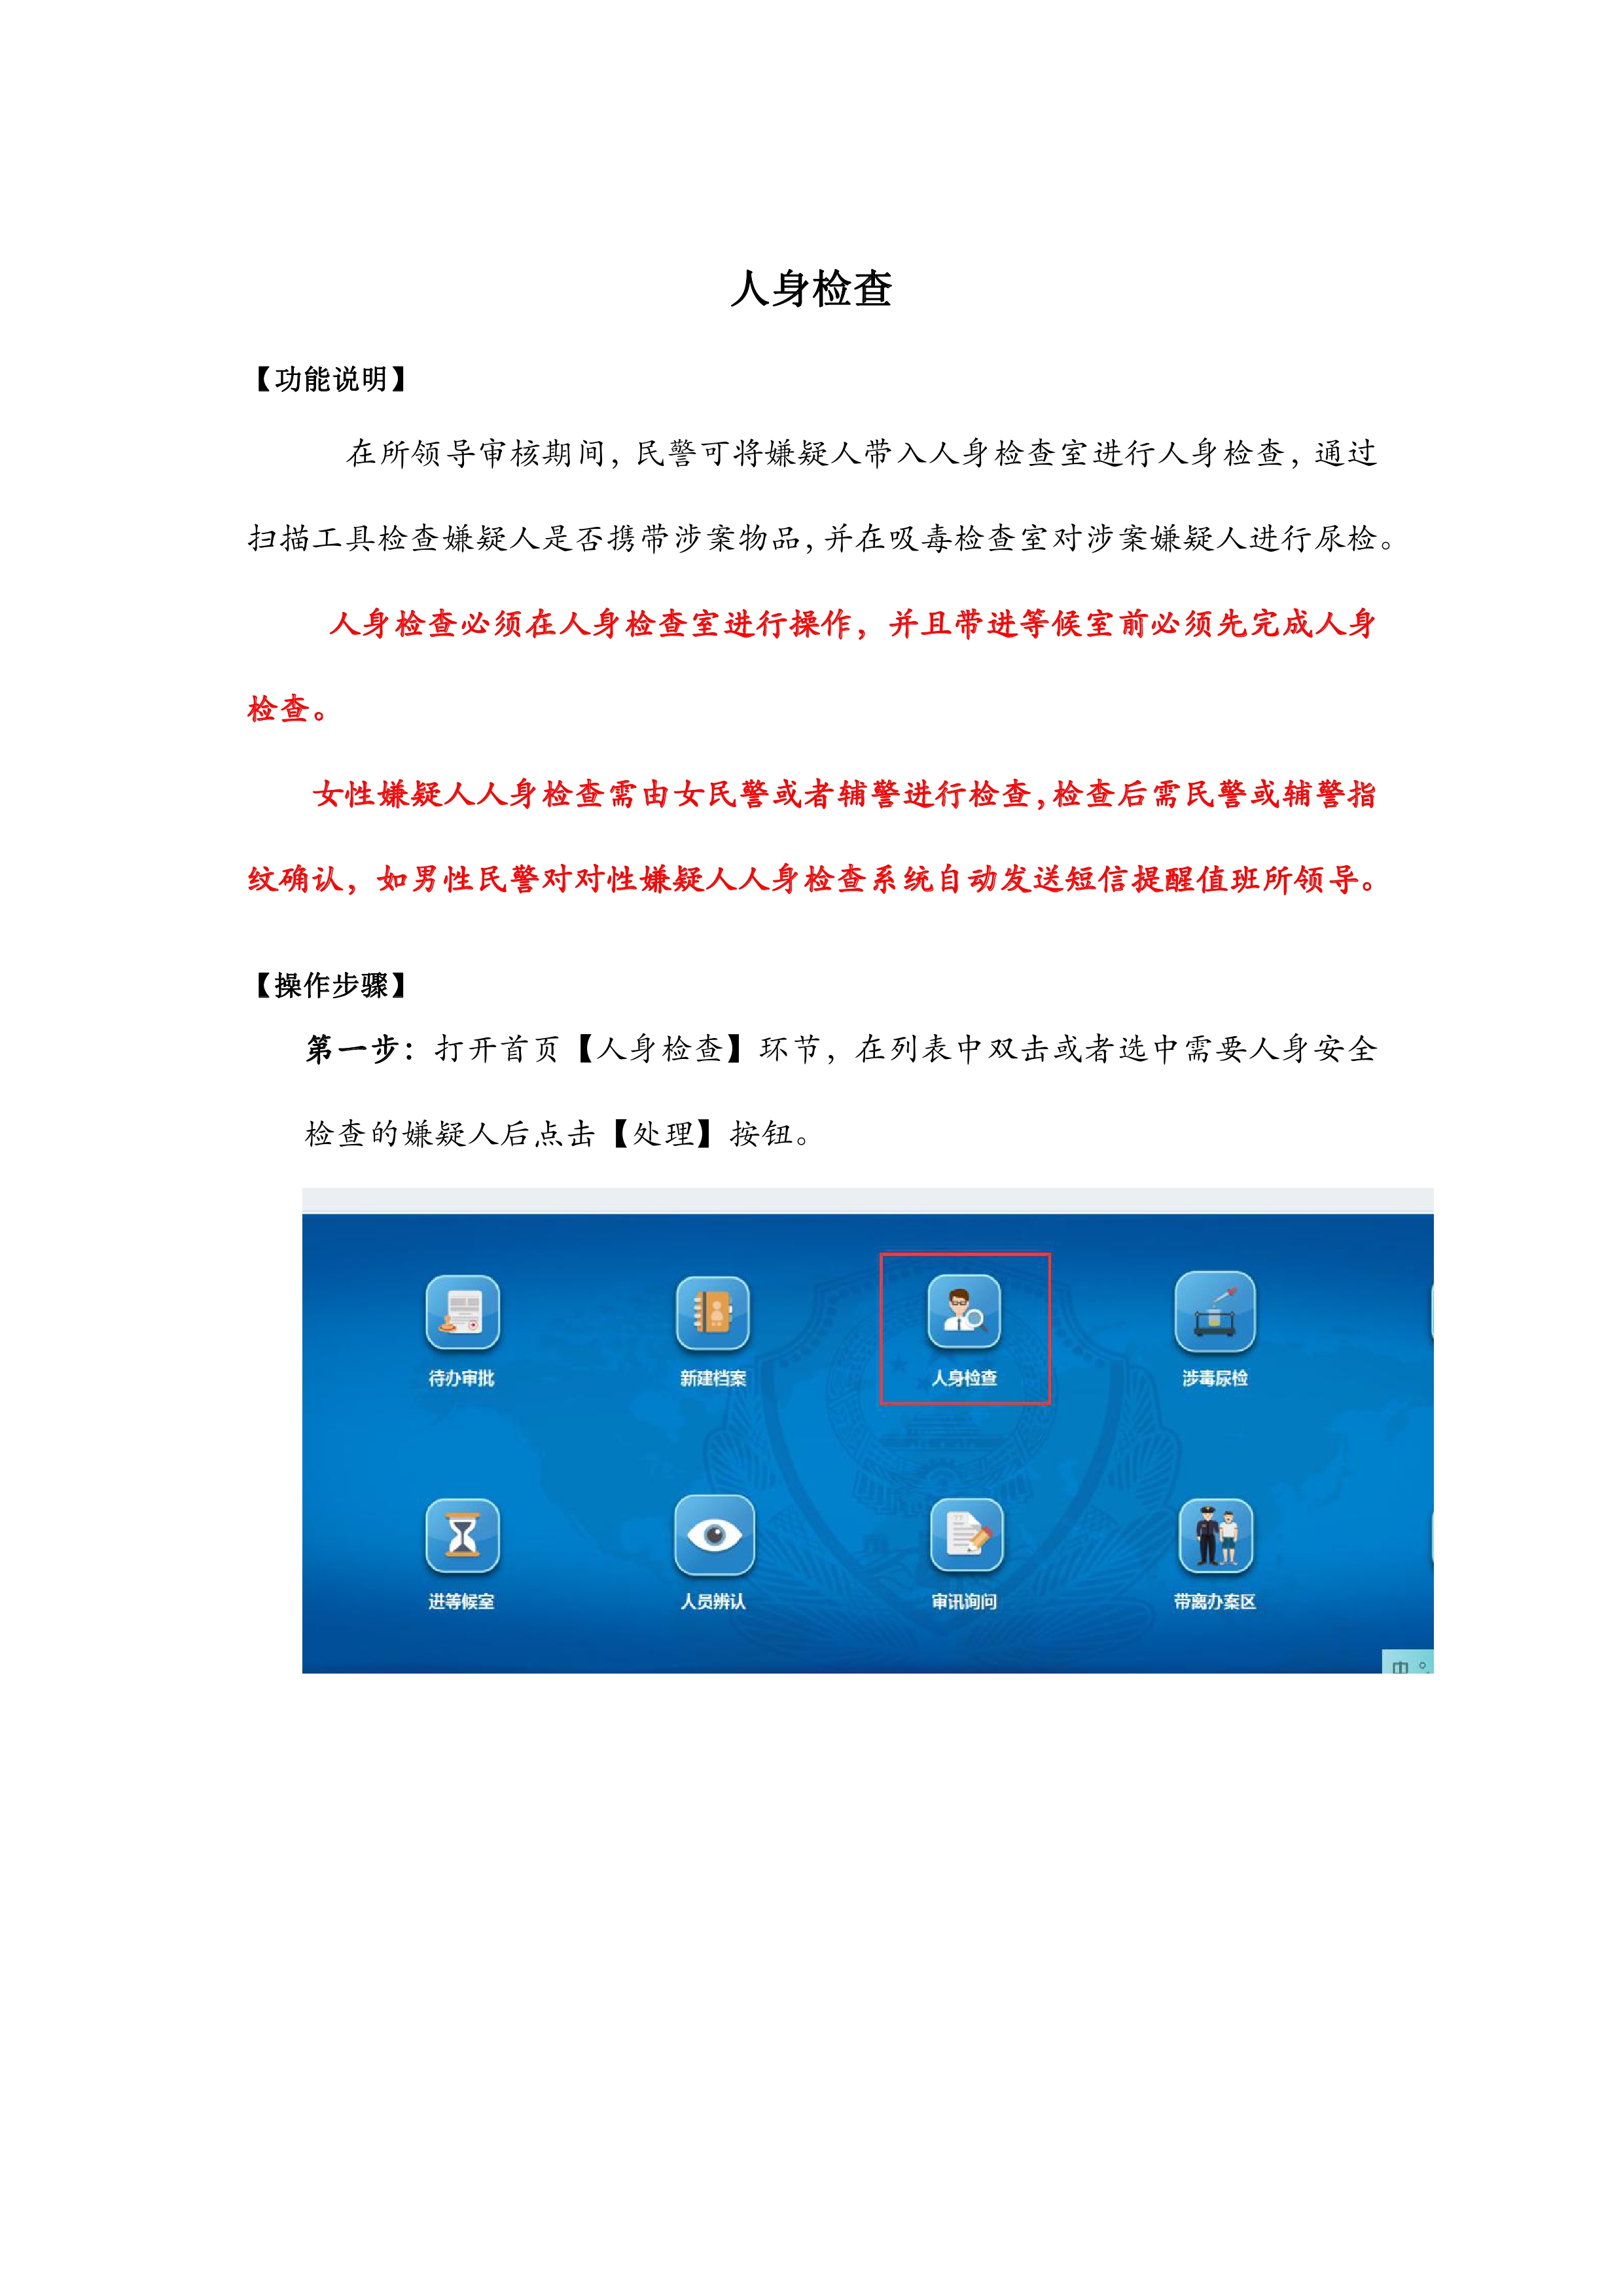 人身检查
【功能说明】
在所领导审核期间，民警可将嫌疑人带入人身检查室进行人身检查，通过
扫描工具检查嫌疑人是否携带涉案物品，并在吸毒检查室对涉案嫌疑人进行尿检。
人身检查必须在人身检查室进行操作，并且带进等候室前必须先完成人身
检查。
女性嫌疑人人身检查需由女民警或者辅警进行检查，检查后需民警或辅警指
纹确认，如男性民警对对性嫌疑人人身检查系统自动发送短信提醒值班所领导。
【操作步骤】
第一步：打开首页【人身检查】环节，在列表中双击或者选中需要人身安全
检查的嫌疑人后点击【处理】按钮。
待办审批 新建档案 人身检查 涉毒尿检
进等候室 人员辨认 审讯询问 带离办案区
中